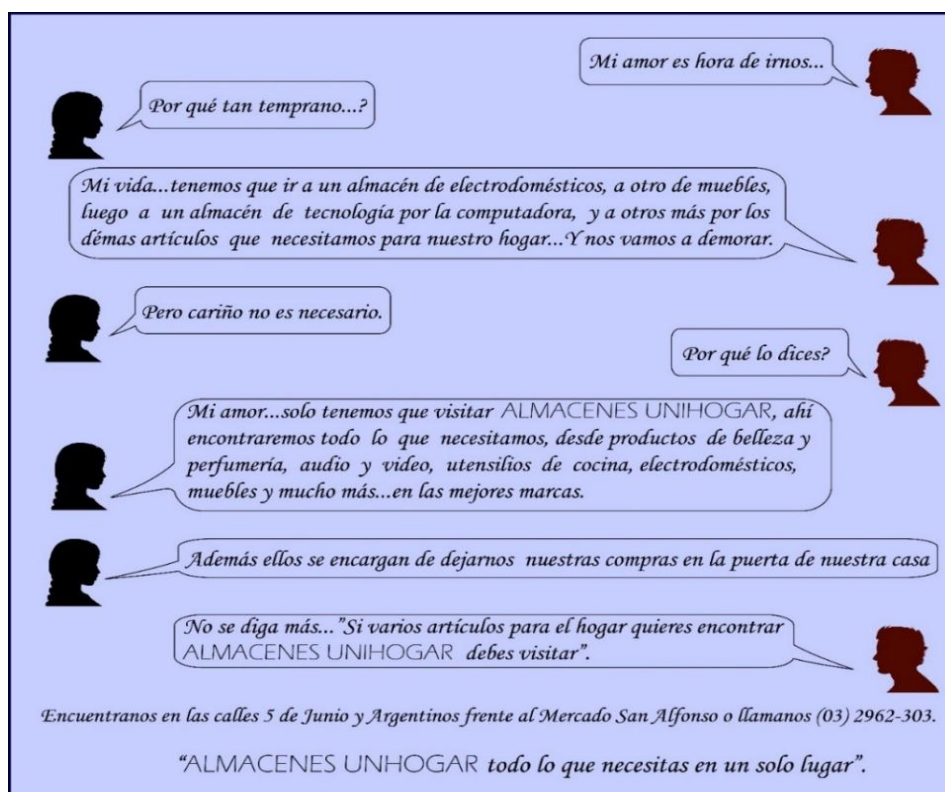 Mi amor es hora de irnos...
Por qué tan temprano...?
Mi vida...tenemos que ir a un almacén de electrodomésticos, a otro de muebles,
luego a un almacén de tecnología por la computadora, y a otros más por los
démas artículos que necesitamos para nuestro hogar...Y nos vamos a demorar.
Pero cariño no es necesario.
Por qué lo dices?
Mi amor...solo tenemos que visitar ALMACENES UNIHOGAR, ahí
encontraremos todo lo que necesitamos, desde productos de belleza y
perfumería, audio y video, utensilios de cocina, electrodomésticos,
muebles y mucho más...en las mejores marcas.
Además ellos se encargan de dejarnos nuestras compras en la puerta de nuestra casa
No se diga más..."Si varios artículos para el hogar quieres encontrar
ALMACENES UNIHOGAR debes visitar".
Encuentranos en las calles 5 de Junio y Argentinos frente al Mercado San Alfonso o llamanos (03) 2962-303.
"ALMACENES UNHOGAR todo lo que necesitas en un solo lugar".